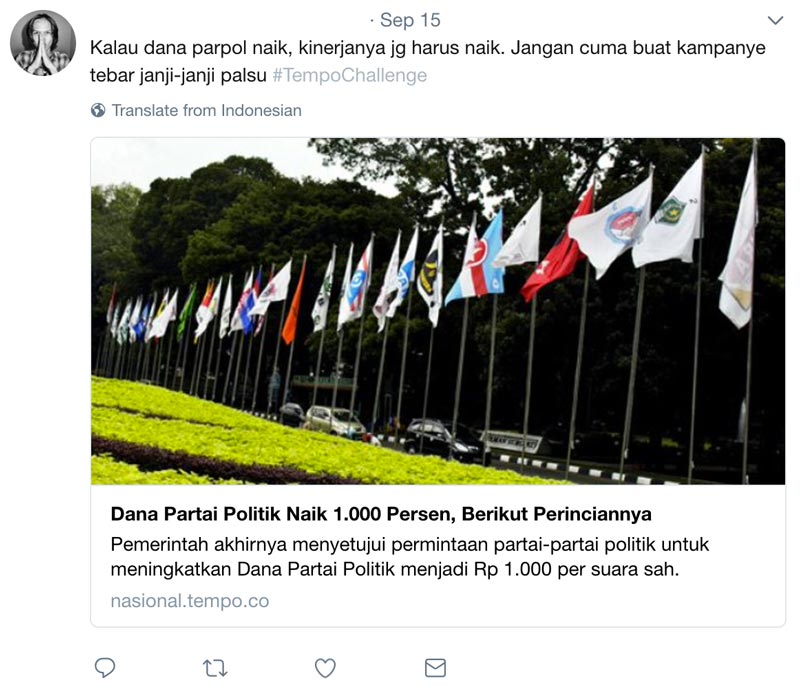 · Sep 15
Kalau dana parpol naik, kinerjanya jg harus naik. Jangan cuma buat kampanye
tebar janji-janji palsu #TempoChallenge
Translate from Indonesian
Dana Partai Politik Naik 1.000 Persen, Berikut Perinciannya
Pemerintah akhirnya menyetujui permintaan partai-partai politik untuk
meningkatkan Dana Partai Politik menjadi Rp 1.000 per suara sah.
nasional.tempo.co